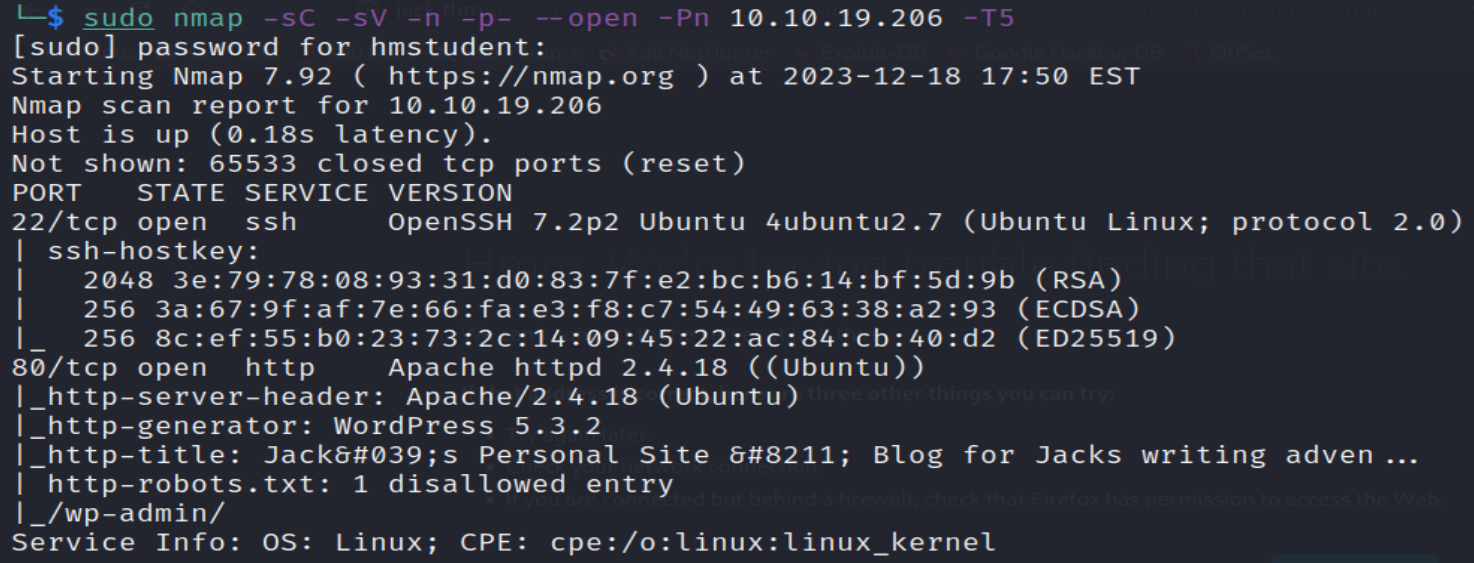 └─$ sudo nmap -sC -sV -n -p- --open -Pn 10.10.19.206 -T5
[sudo] password for hmstudent:
Starting Nmap 7.92 ( https://nmap.org ) at 2023-12-18 17:50 EST
Nmap scan report for 10.10.19.206
Host is up (0.18s latency).
Not shown: 65533 closed tcp ports (reset)
PORT   STATE SERVICE VERSION
22/tcp open  ssh     OpenSSH 7.2p2 Ubuntu 4ubuntu2.7 (Ubuntu Linux; protocol 2.0)
| ssh-hostkey:
|   2048 3e:79:78:08:93:31:d0:83:7f:e2:bc:b6:14:bf:5d:9b (RSA)
|   256 3a:67:9f:af:7e:66:fa:e3:f8:c7:54:49:63:38:a2:93 (ECDSA)
|_  256 8c:ef:55:b0:23:73:2c:14:09:45:22:ac:84:cb:40:d2 (ED25519)
80/tcp open  http    Apache httpd 2.4.18 ((Ubuntu))
|_http-server-header: Apache/2.4.18 (Ubuntu)
|_http-generator: WordPress 5.3.2
|_http-title: Jack&#039;s Personal Site &#8211; Blog for Jacks writing adven...
| http-robots.txt: 1 disallowed entry
|_/wp-admin/
Service Info: OS: Linux; CPE: cpe:/o:linux:linux_kernel